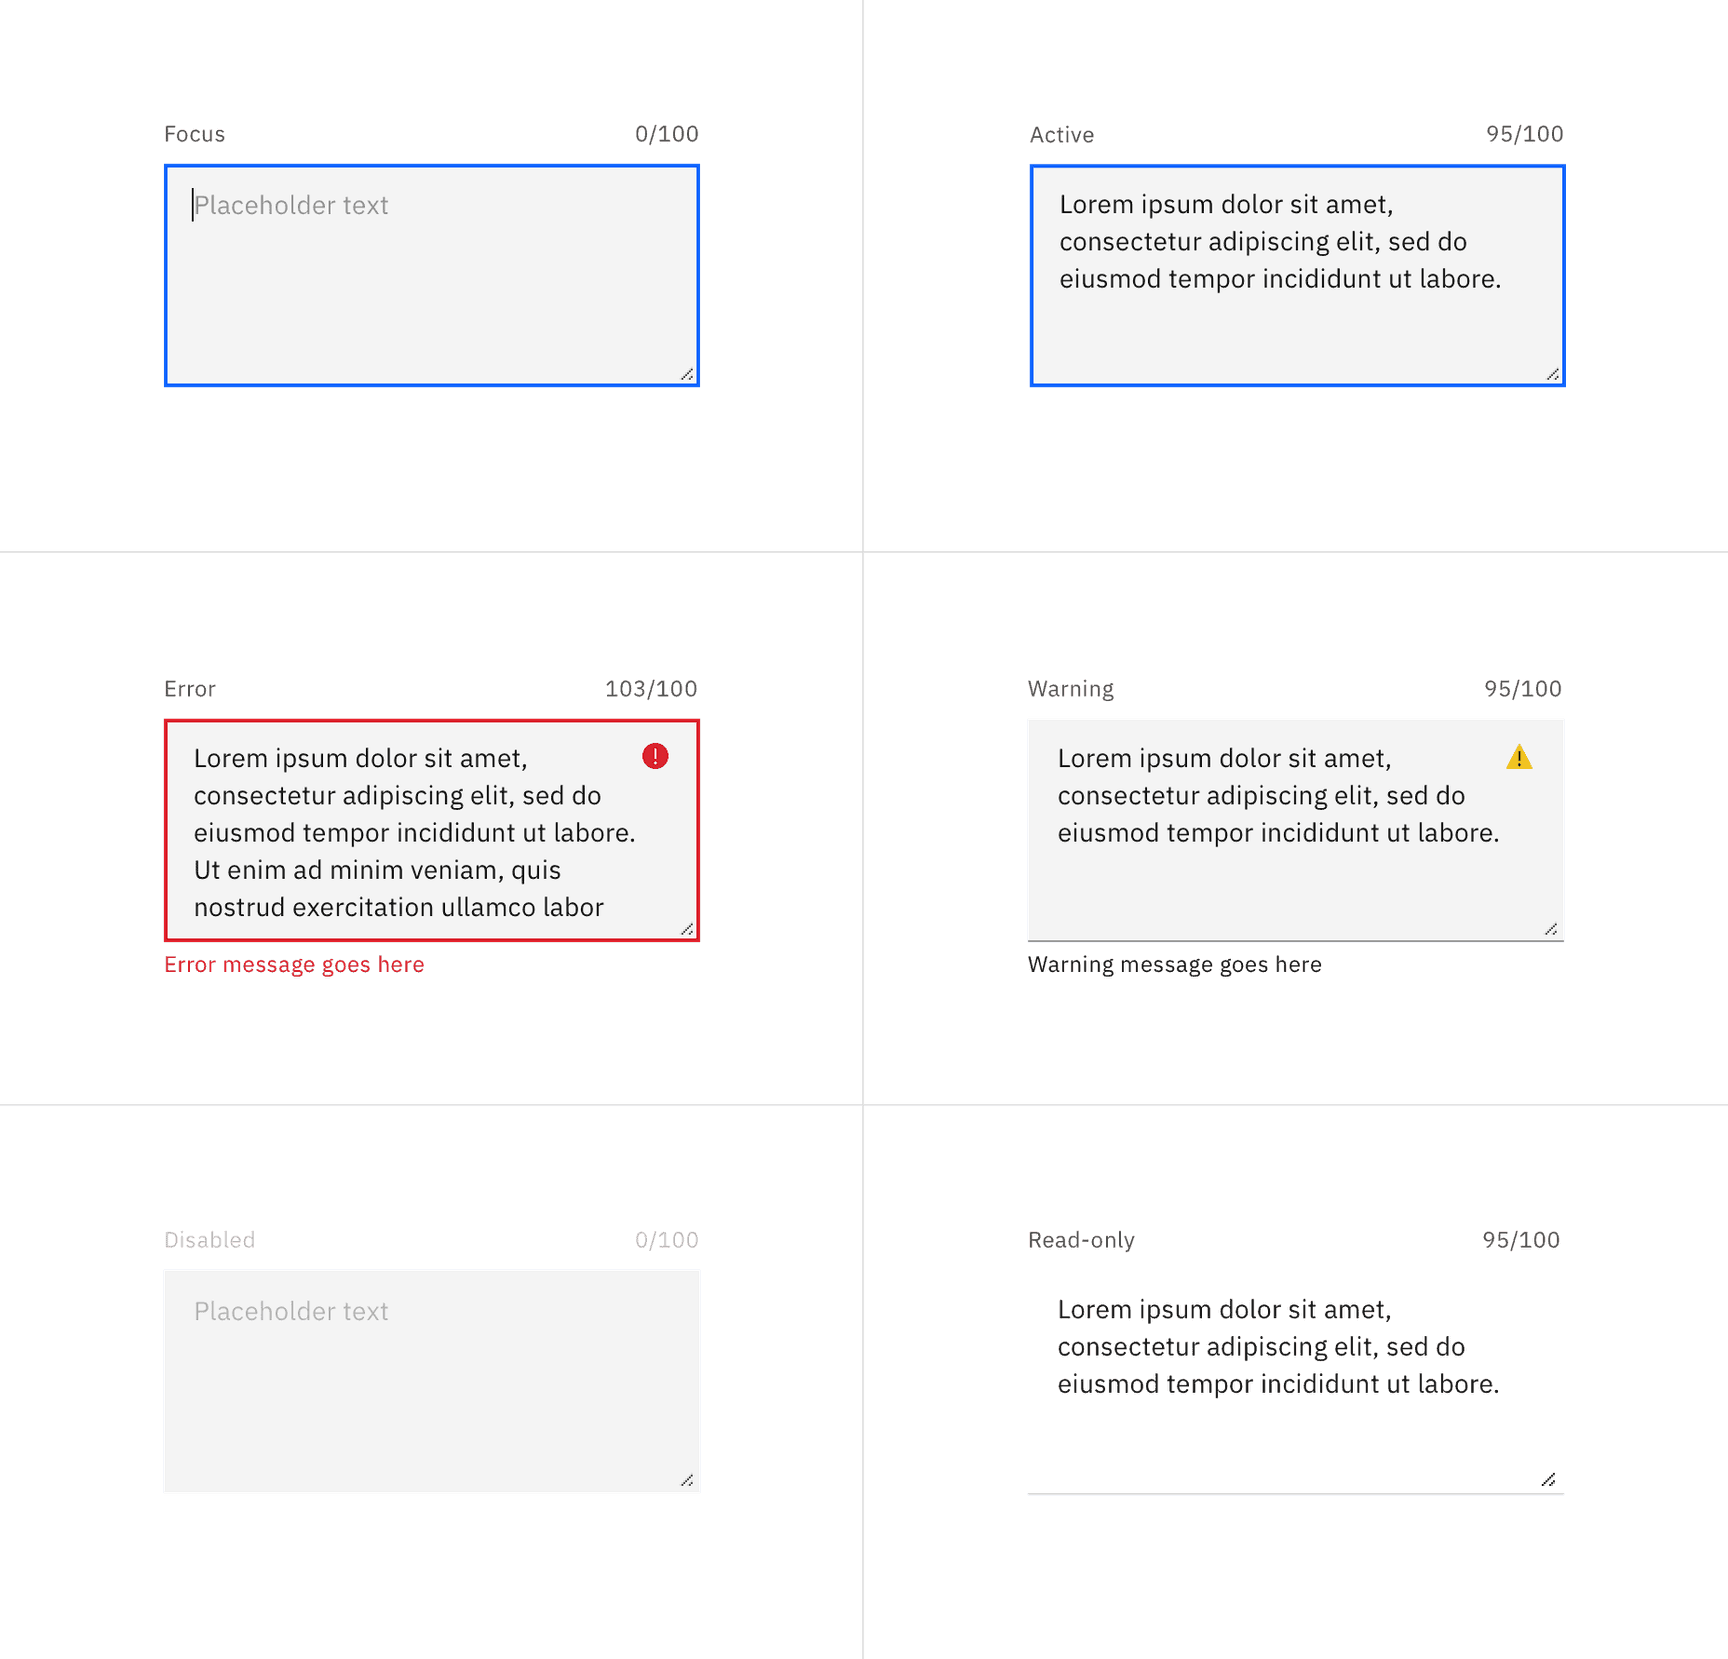 Focus 0/100
Placeholder text
Active 95/100
Lorem ipsum dolor sit amet,
consectetur adipiscing elit, sed do
eiusmod tempor incididunt ut labore.
Error 103/100
Lorem ipsum dolor sit amet,
consectetur adipiscing elit, sed do
eiusmod tempor incididunt ut labore.
Ut enim ad minim veniam, quis
nostrud exercitation ullamco labor
Error message goes here
Warning 95/100
Lorem ipsum dolor sit amet,
consectetur adipiscing elit, sed do
eiusmod tempor incididunt ut labore.
Warning message goes here
Disabled 0/100
Placeholder text
Read-only 95/100
Lorem ipsum dolor sit amet,
consectetur adipiscing elit, sed do
eiusmod tempor incididunt ut labore.